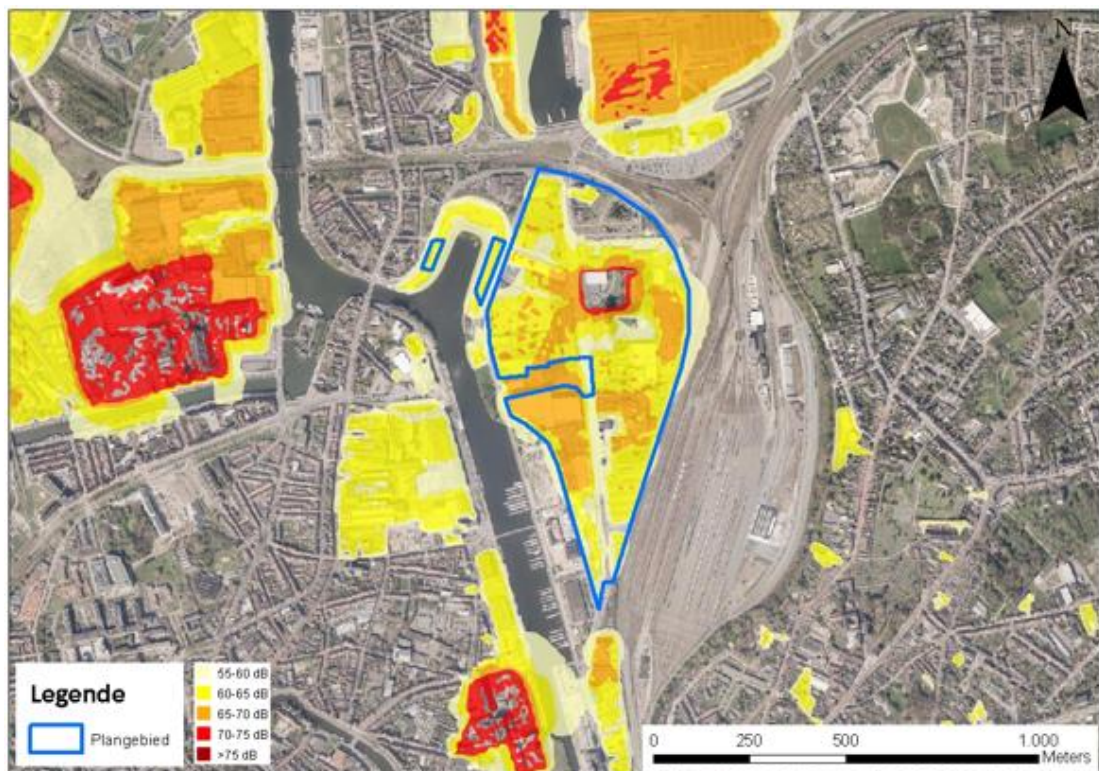 N
Legende
Plangebied
55-60 dB
60-65 dB
65-70 dB
70-75 dB
>75 dB
0 250 500 1.000
Meters